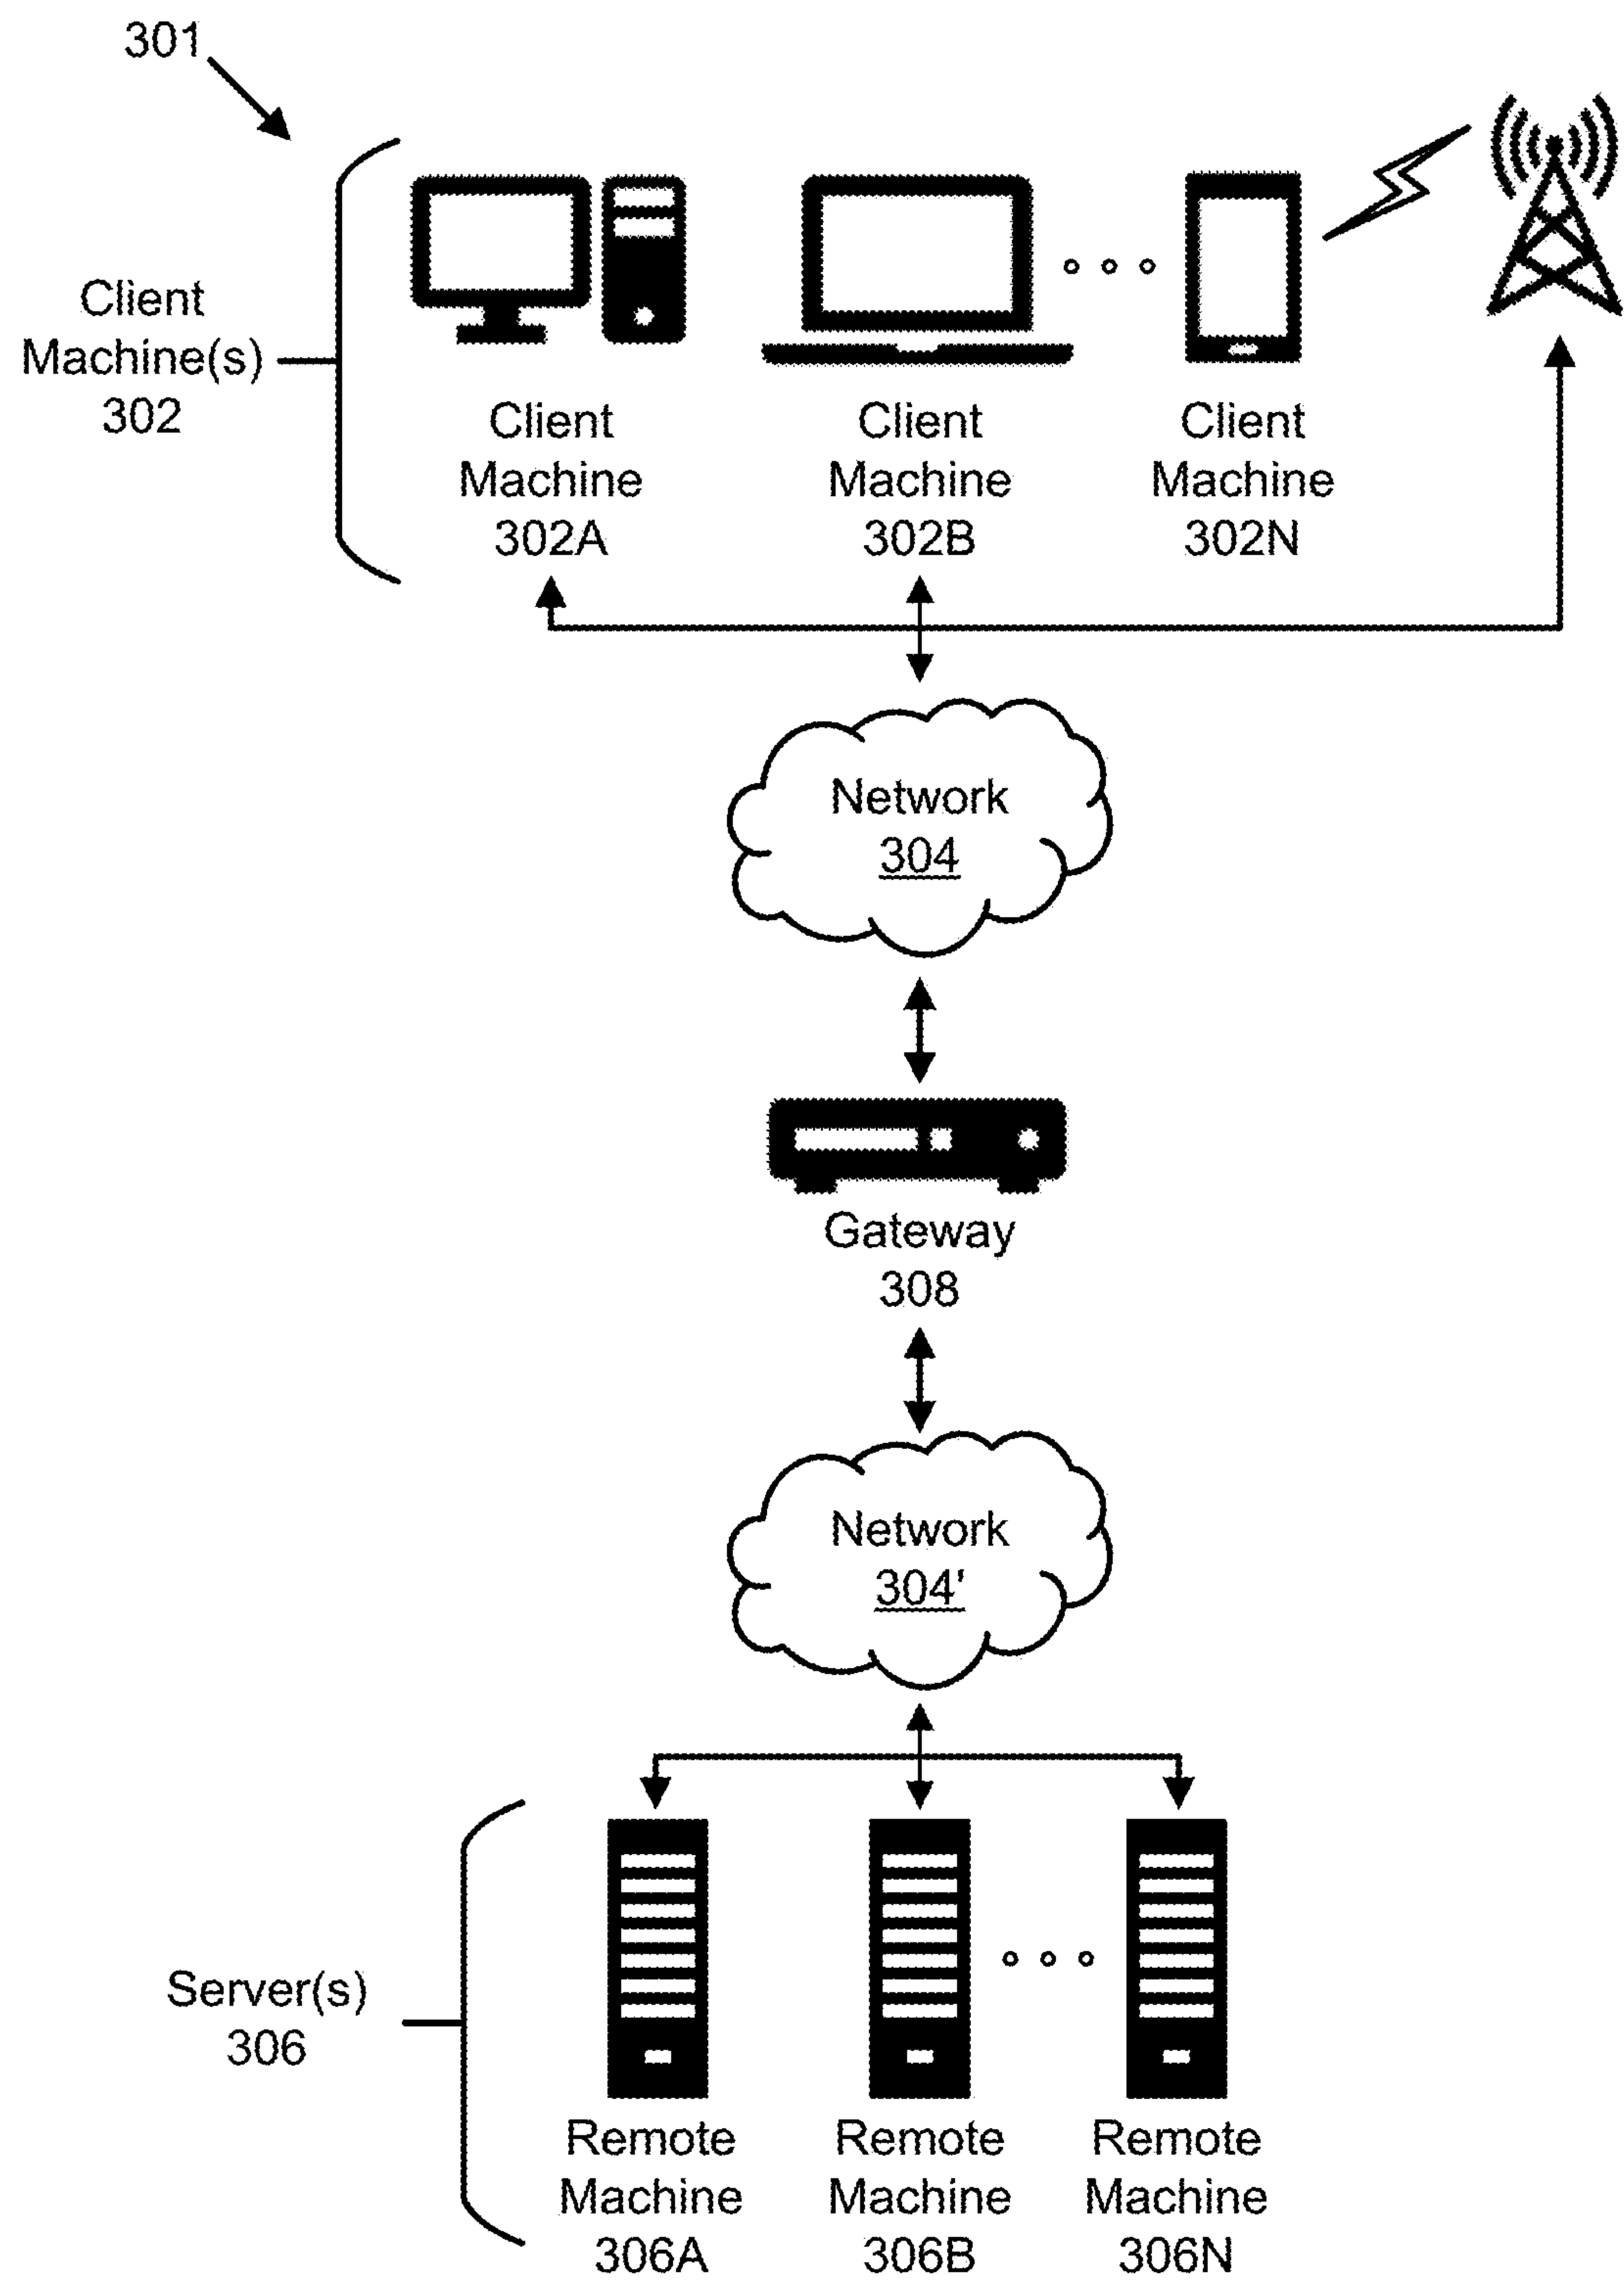 301
Client
Machine(s)
302
Client
Machine
302A
Client
Machine
302B
Client
Machine
302N
Network
304
Gateway
308
Network
304'
Server(s)
306
Remote
Machine
306A
Remote
Machine
306B
Remote
Machine
306N